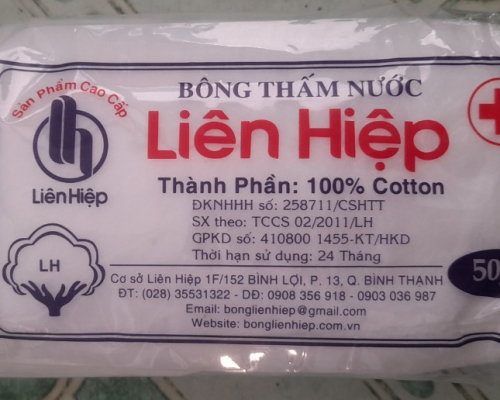 Sản Phẩm Cao Cấp
Liên Hiệp
LH
BÔNG THẤM NƯỚC
Liên Hiệp
Thành Phần: 100% Cotton
ĐKNHHH số: 258711/CSHTT
SX theo: TCCS 02/2011/LH
GPKD số: 410800 1455-KT/HKD
Thời hạn sử dụng: 24 Tháng
Cơ sở Liên Hiệp 1F/152 BÌNH LỢI, P. 13, Q. BÌNH THẠNH
ĐT: (028) 35531322 - DĐ: 0908 356 918 - 0903 036 987
Email: bonglienhiep@gmail.com
Website: bonglienhiep.com.vn